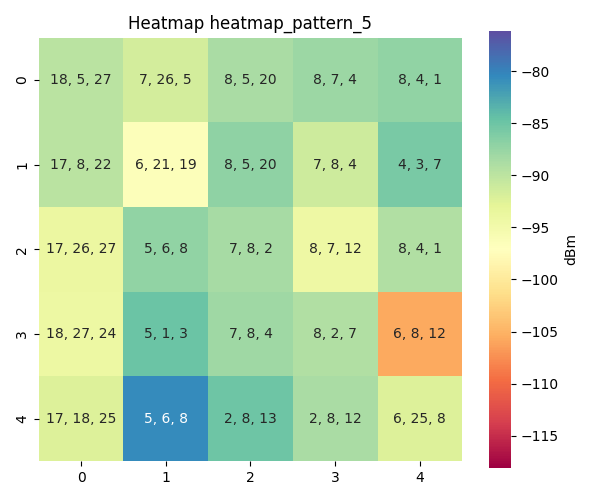 Heatmap heatmap_pattern_5
0
18, 5, 27
7, 26, 5
8, 5, 20
8, 7, 4
8, 4, 1
1
17, 8, 22
6, 21, 19
8, 5, 20
7, 8, 4
4, 3, 7
2
17, 26, 27
5, 6, 8
7, 8, 2
8, 7, 12
8, 4, 1
3
18, 27, 24
5, 1, 3
7, 8, 4
8, 2, 7
6, 8, 12
4
17, 18, 25
5, 6, 8
2, 8, 13
2, 8, 12
6, 25, 8
0
1
2
3
4
−80
−85
−90
−95
−100
−105
−110
−115
dBm